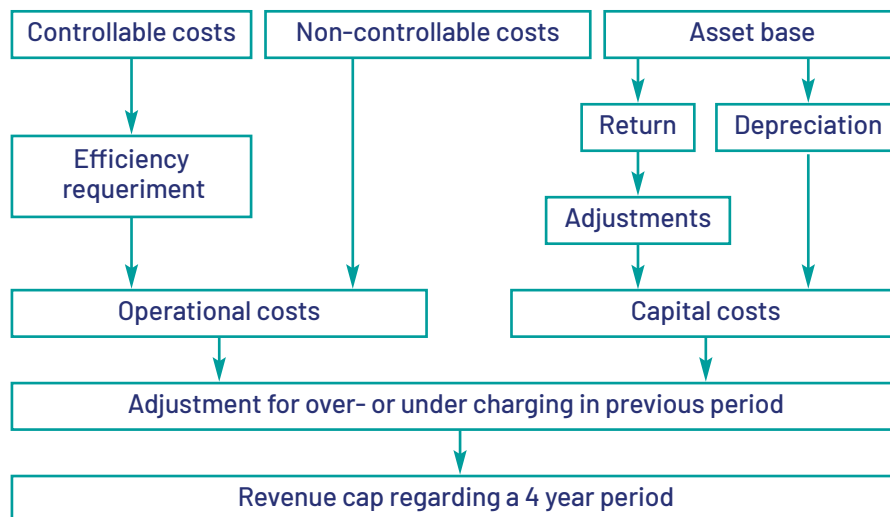 Controllable costs
Non-controllable costs
Asset base
Return
Depreciation
Efficiency
requeriment
Adjustments
Operational costs
Capital costs
Adjustment for over- or under charging in previous period
Revenue cap regarding a 4 year period